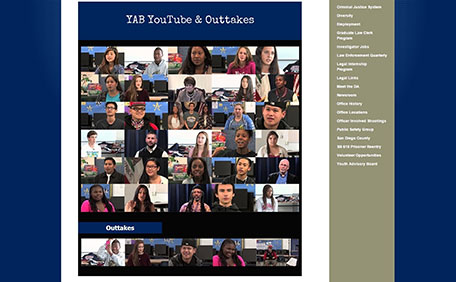 YAB YouTube & Outtakes
Outtakes
Criminal Justice System
Diversity
Employment
Graduate Law Clerk
Program
Investigator Jobs
Law Enforcement Quarterly
Legal Internship
Program
Legal Links
Meet the DA
Newsroom
Office History
Office Locations
Officer Involved Shootings
Public Safety Group
San Diego County
SB 618 Prisoner Reentry
Volunteer Opportunities
Youth Advisory Board